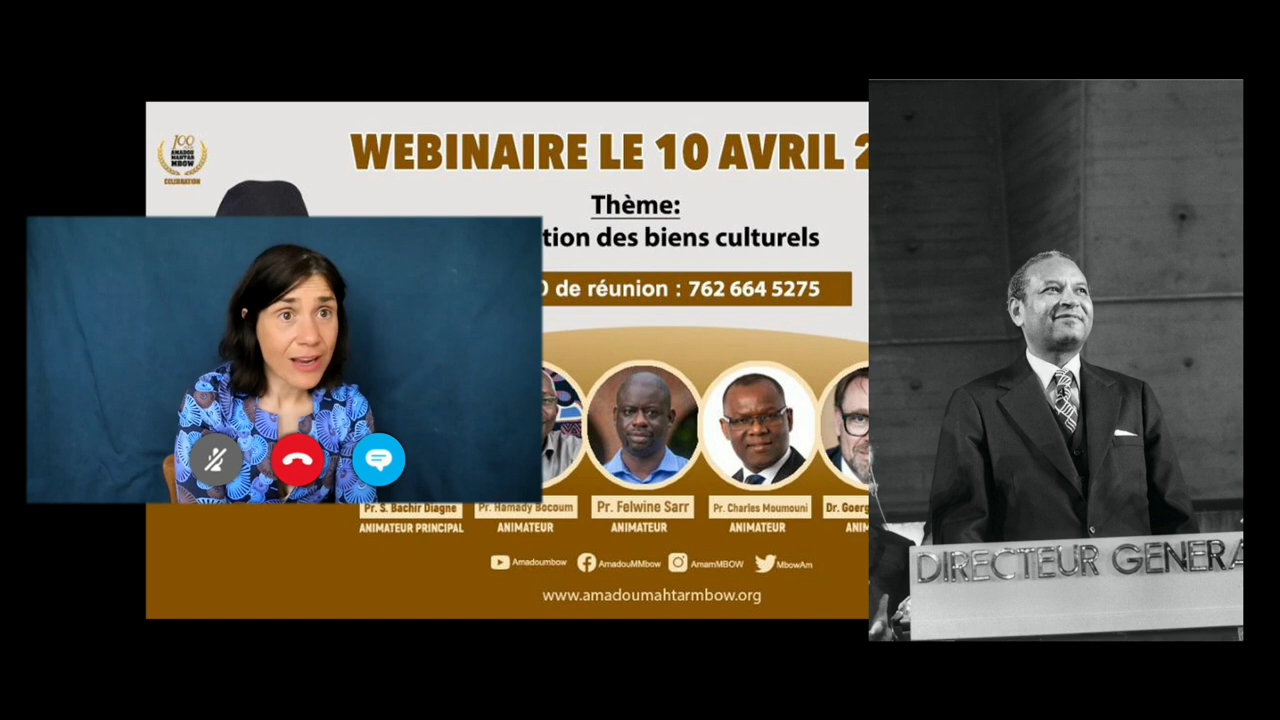 100
AMADOU
MAHTAR
MBOW
CELEBRATION
WEBINAIRE LE 10 AVRIL 2
Thème:
tion des biens culturels
de réunion : 762 664 5275
Pr. S. Bachir Diagne
ANIMATEUR PRINCIPAL
Pr. Hamady Bocoum
ANIMATEUR
Pr. Felwine Sarr
ANIMATEUR
Pr. Charles Moumouni
ANIMATEUR
Dr. Goerg
ANIM
Amadoumbow
AmadouMMbow
AmamMBOW
MbowAm
www.amadoumahtarmbow.org
DIRECTEUR GENERA